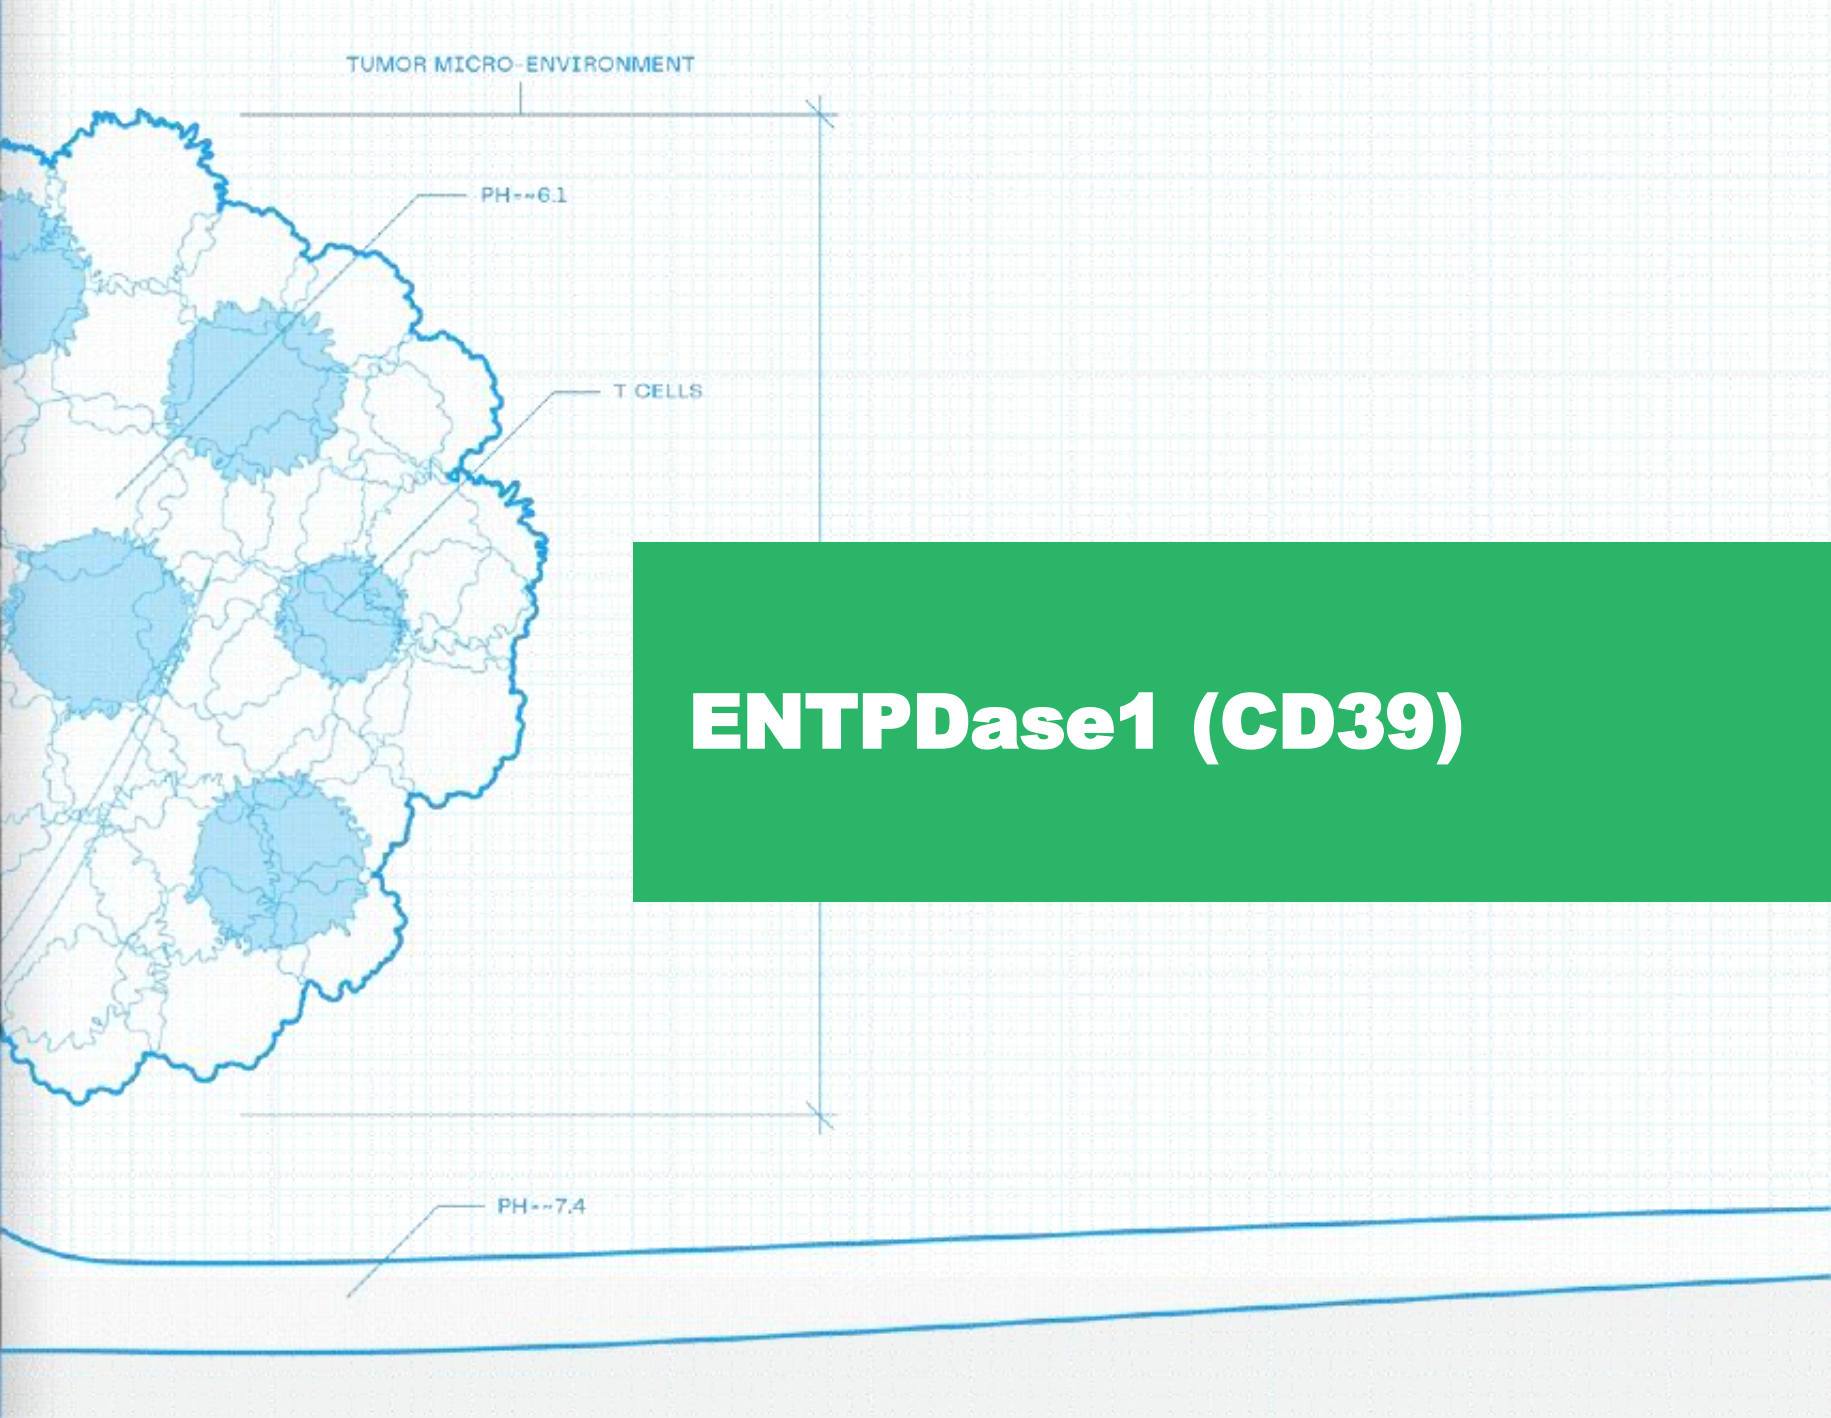 TUMOR MICRO-ENVIRONMENT
PH=~6.1
T CELLS
ENTPDase1 (CD39)
PH=~7.4